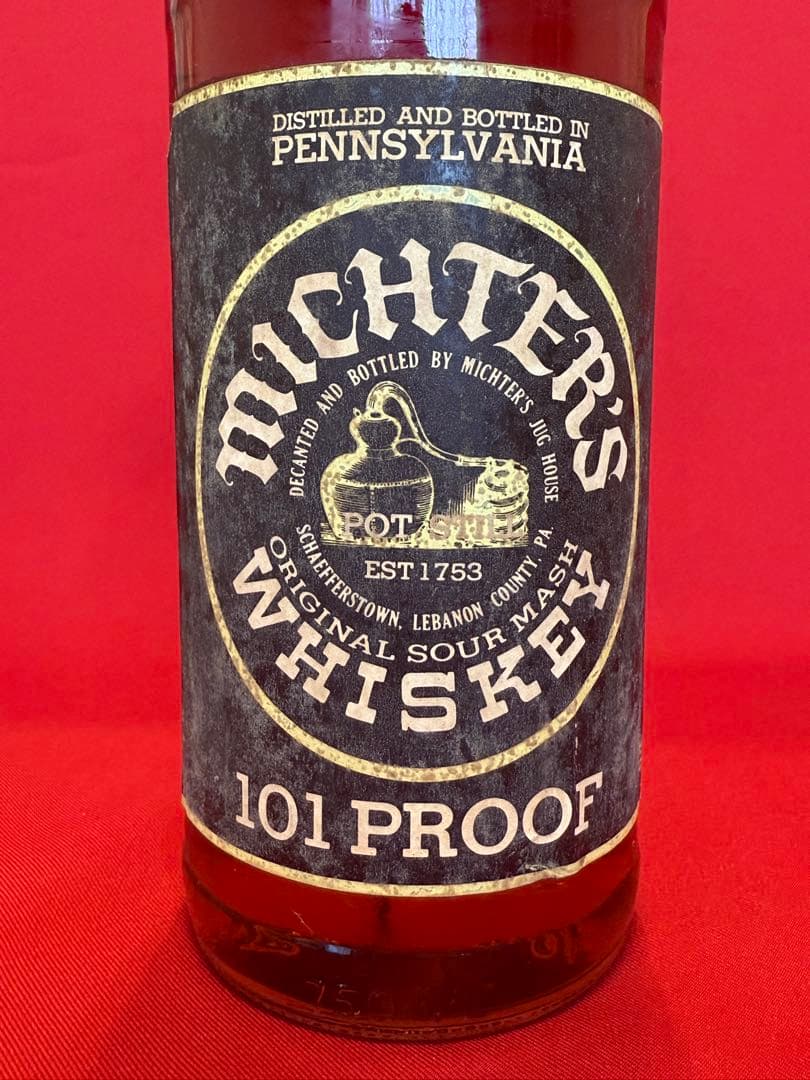 DISTILLED AND BOTTLED IN
PENNSYLVANIA
MICHTER'S
DECANTED AND BOTTLED BY MICHTER'S JUG HOUSE
POT STILL
EST 1753
SCHAEFFERSTOWN, LEBANON COUNTY, PA.
ORIGINAL SOUR MASH
WHISKEY
101 PROOF